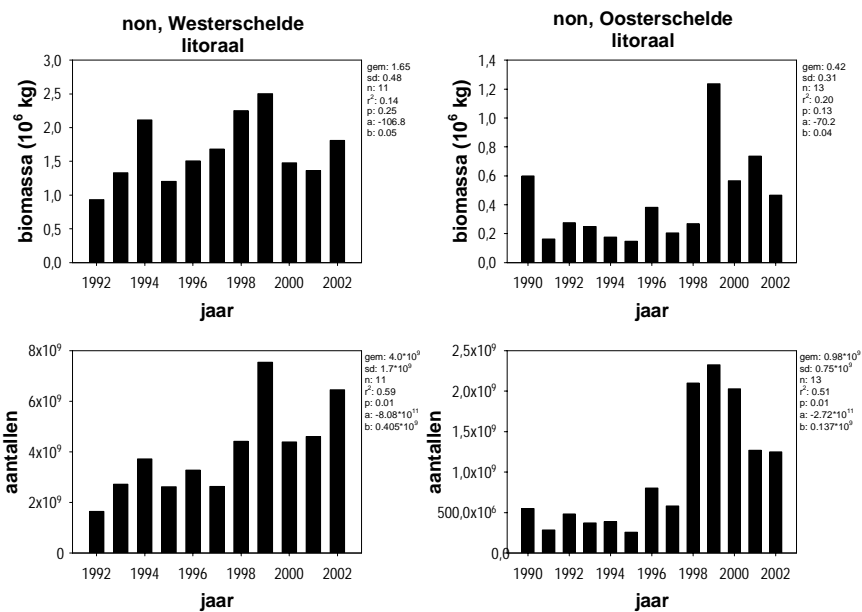 non, Westerschelde
litoraal
biomassa (10⁶ kg)
3,0
2,5
2,0
1,5
1,0
0,5
0,0
1992 1994 1996 1998 2000 2002
jaar
gem: 1.65
sd: 0.48
n: 11
r²: 0.14
p: 0.25
a: -106.8
b: 0.05
non, Oosterschelde
litoraal
biomassa (10⁶ kg)
1,4
1,2
1,0
0,8
0,6
0,4
0,2
0,0
1990 1992 1994 1996 1998 2000 2002
jaar
gem: 0.42
sd: 0.31
n: 13
r²: 0.20
p: 0.13
a: -70.2
b: 0.04
aantallen
8x10⁹
6x10⁹
4x10⁹
2x10⁹
0
1992 1994 1996 1998 2000 2002
jaar
gem: 4.0*10⁹
sd: 1.7*10⁹
n: 11
r²: 0.59
p: 0.01
a: -8.08*10¹¹
b: 0.405*10⁹
aantallen
2,5x10⁹
2,0x10⁹
1,5x10⁹
1,0x10⁹
500,0x10⁶
0,0
1990 1992 1994 1996 1998 2000 2002
jaar
gem: 0.98*10⁹
sd: 0.75*10⁹
n: 13
r²: 0.51
p: 0.01
a: -2.72*10¹¹
b: 0.137*10⁹